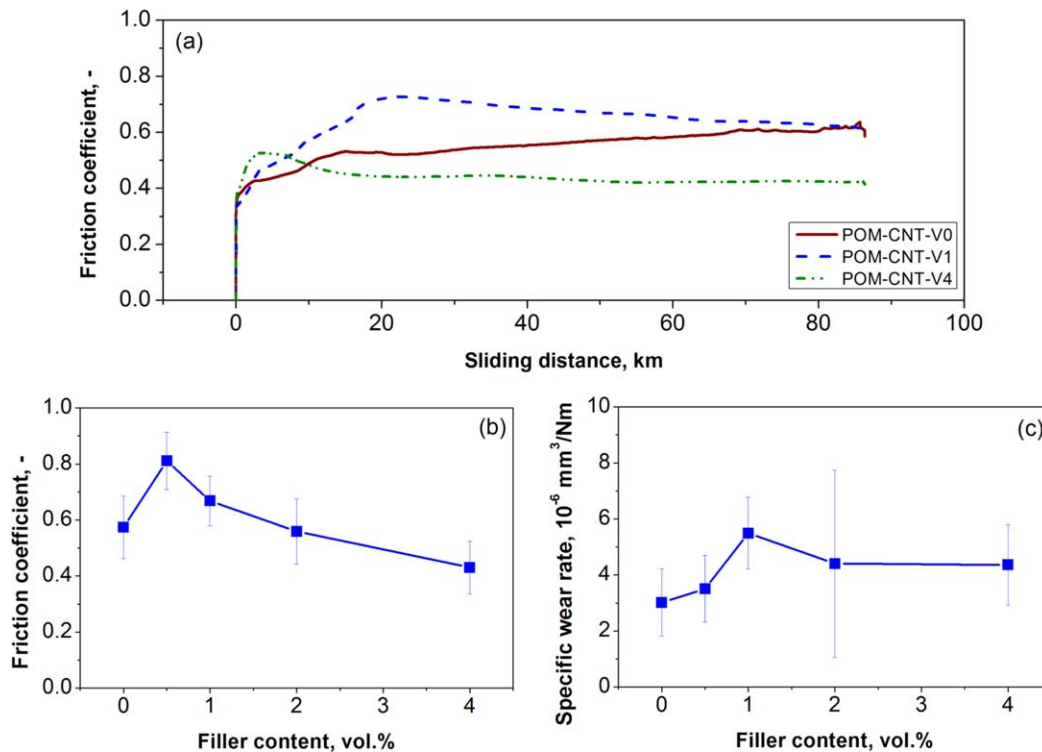 (a)
Friction coefficient, -
1.0
0.8
0.6
0.4
0.2
0.0
0 20 40 60 80 100
Sliding distance, km
POM-CNT-V0
POM-CNT-V1
POM-CNT-V4
(b)
Friction coefficient, -
1.0
0.8
0.6
0.4
0.2
0.0
0 1 2 3 4
Filler content, vol.%
(c)
Specific wear rate, 10⁻⁶ mm³/Nm
10
8
6
4
2
0
0 1 2 3 4
Filler content, vol.%